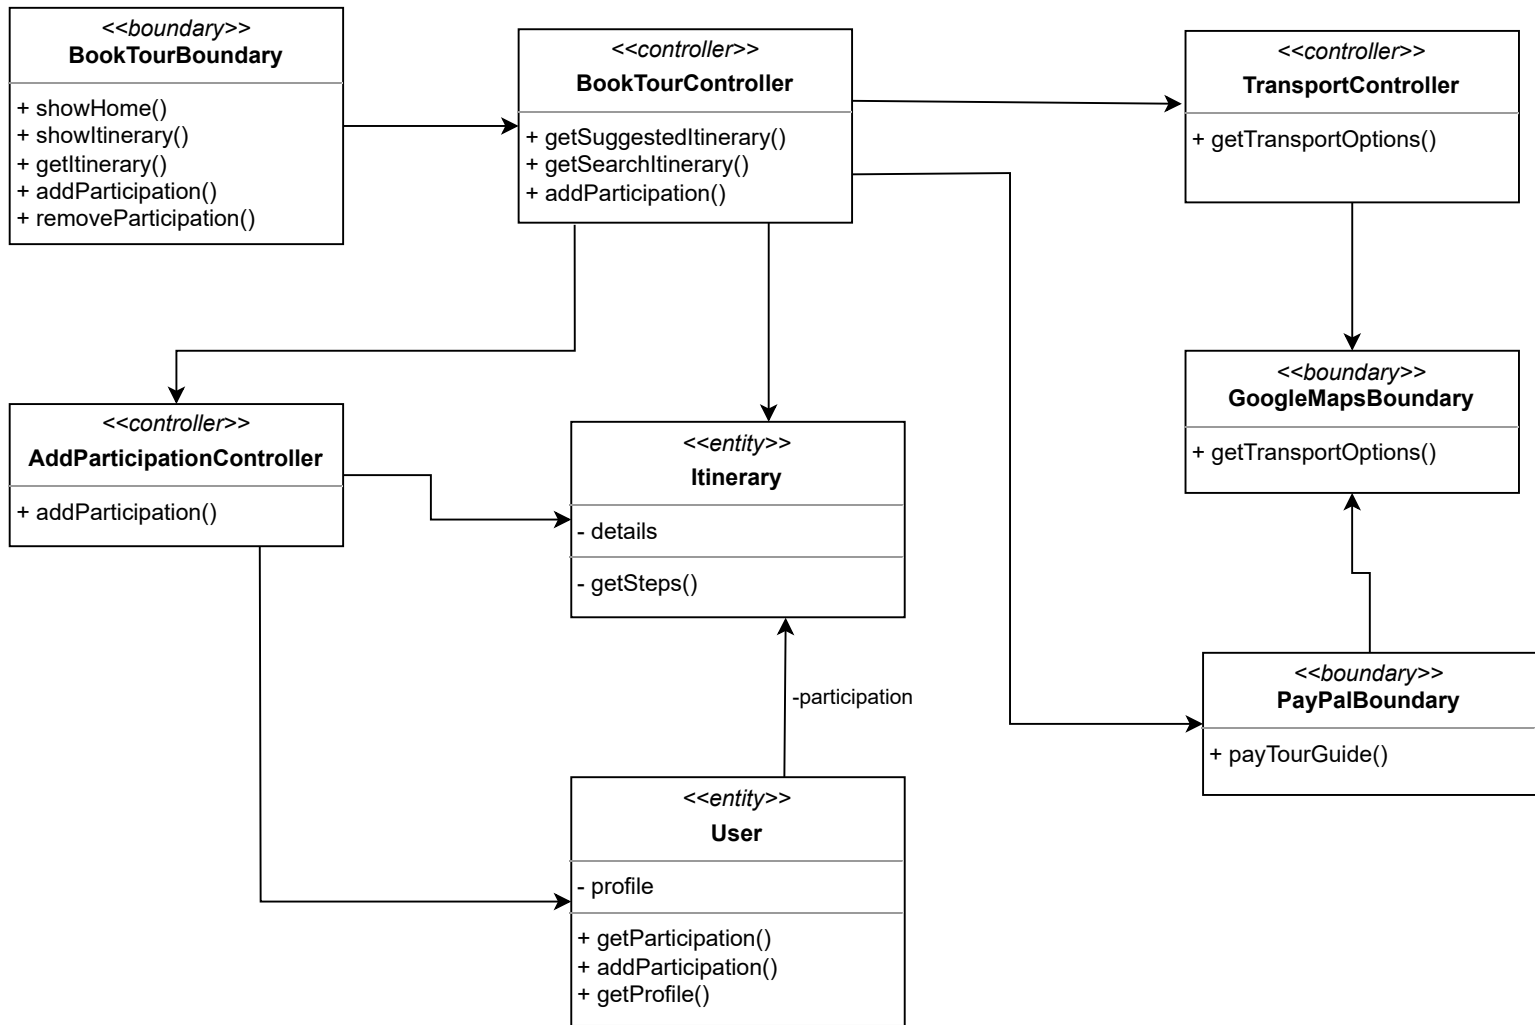 <<boundary>>
BookTourBoundary
+ showHome()
+ showItinerary()
+ getItinerary()
+ addParticipation()
+ removeParticipation()
<<controller>>
BookTourController
+ getSuggestedItinerary()
+ getSearchItinerary()
+ addParticipation()
<<controller>>
TransportController
+ getTransportOptions()
<<controller>>
AddParticipationController
+ addParticipation()
<<entity>>
Itinerary
- details
- getSteps()
<<boundary>>
GoogleMapsBoundary
+ getTransportOptions()
-participation
<<boundary>>
PayPalBoundary
+ payTourGuide()
<<entity>>
User
- profile
+ getParticipation()
+ addParticipation()
+ getProfile()